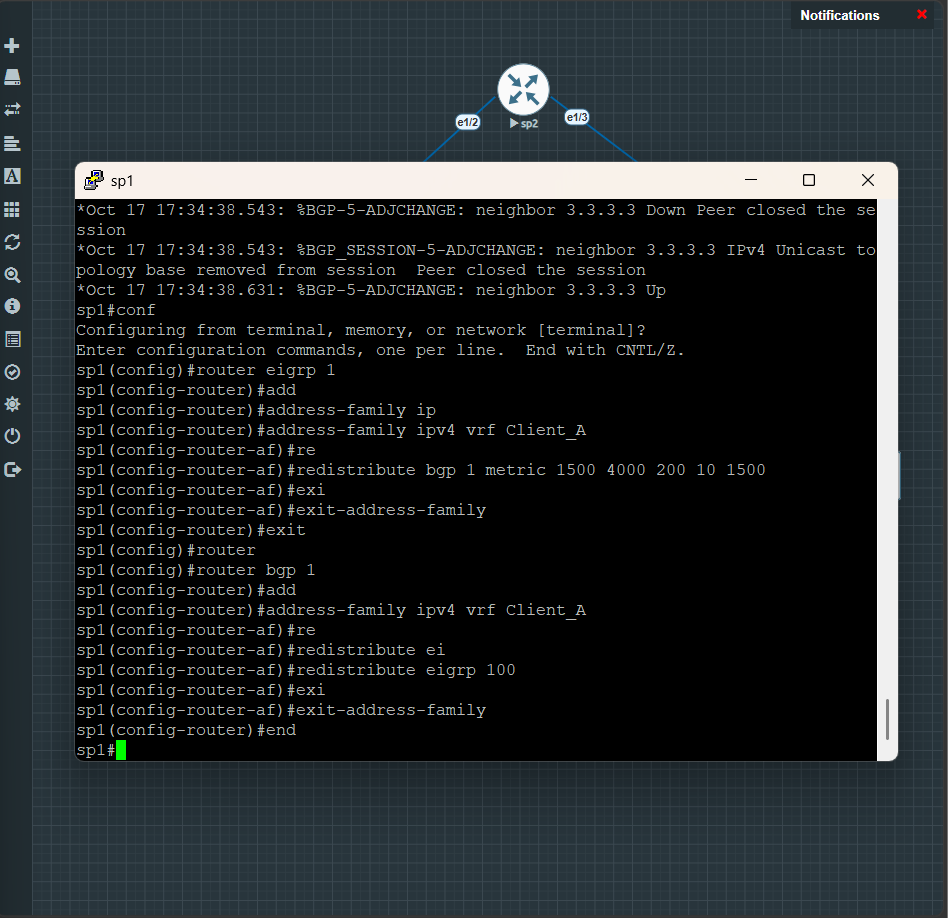 Notifications
e1/2
e1/3
sp2
sp1
*Oct 17 17:34:38.543: %BGP-5-ADJCHANGE: neighbor 3.3.3.3 Down Peer closed the se
ssion
*Oct 17 17:34:38.543: %BGP_SESSION-5-ADJCHANGE: neighbor 3.3.3.3 IPv4 Unicast to
pology base removed from session  Peer closed the session
*Oct 17 17:34:38.631: %BGP-5-ADJCHANGE: neighbor 3.3.3.3 Up
sp1#conf
Configuring from terminal, memory, or network [terminal]?
Enter configuration commands, one per line.  End with CNTL/Z.
sp1(config)#router eigrp 1
sp1(config-router)#add
sp1(config-router)#address-family ip
sp1(config-router)#address-family ipv4 vrf Client_A
sp1(config-router-af)#re
sp1(config-router-af)#redistribute bgp 1 metric 1500 4000 200 10 1500
sp1(config-router-af)#exi
sp1(config-router-af)#exit-address-family
sp1(config-router)#exit
sp1(config)#router
sp1(config)#router bgp 1
sp1(config-router)#add
sp1(config-router)#address-family ipv4 vrf Client_A
sp1(config-router-af)#re
sp1(config-router-af)#redistribute ei
sp1(config-router-af)#redistribute eigrp 100
sp1(config-router-af)#exi
sp1(config-router-af)#exit-address-family
sp1(config-router)#end
sp1#